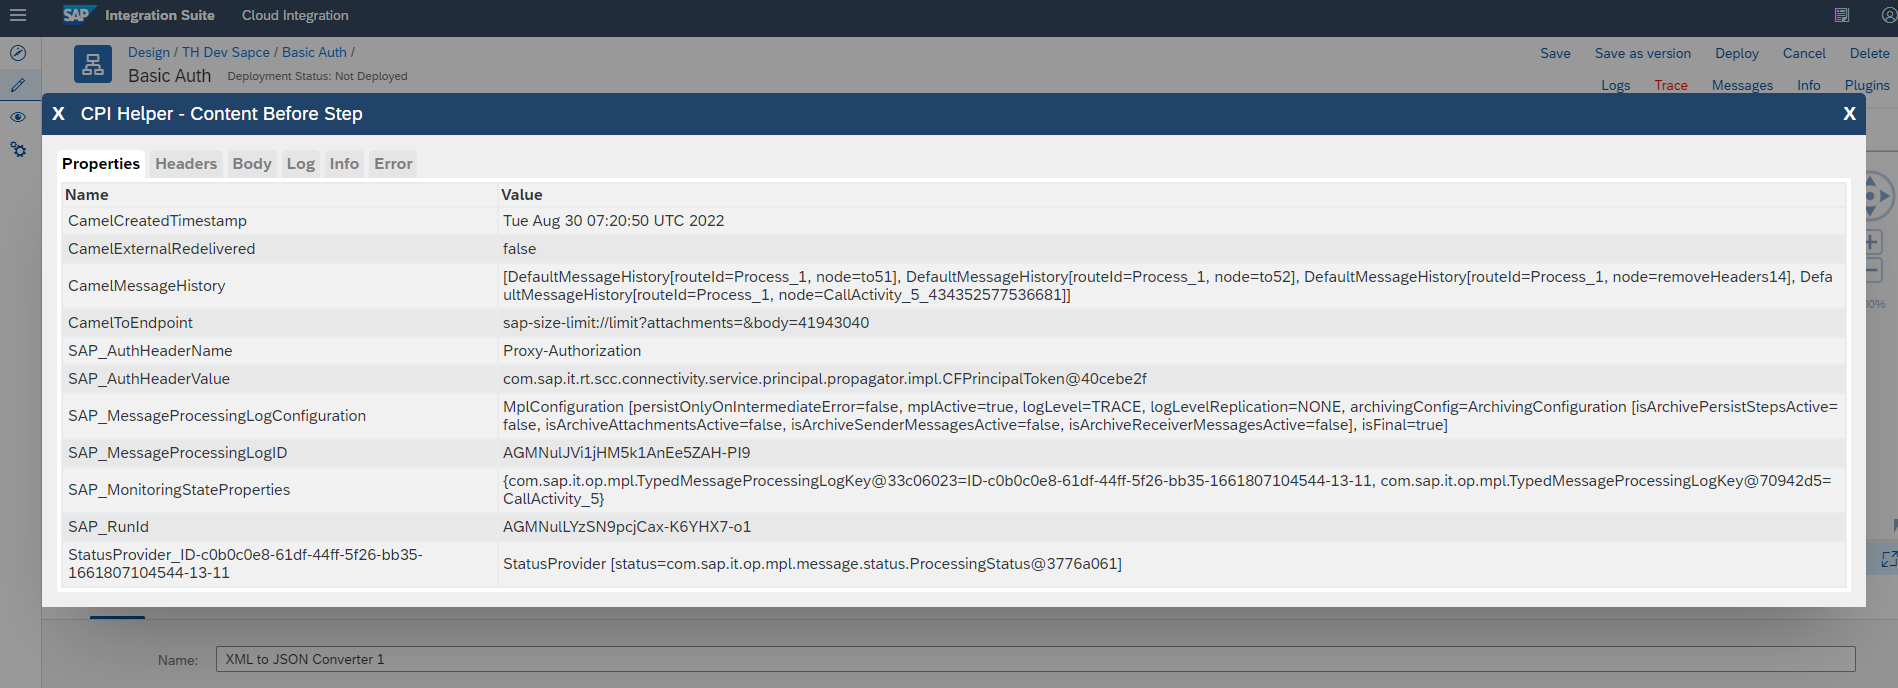 SAP Integration Suite Cloud Integration
Design / TH Dev Sapce / Basic Auth /
Save Save as version Deploy Cancel Delete
Basic Auth Deployment Status: Not Deployed
Logs Trace Messages Info Plugins
X CPI Helper - Content Before Step X
Properties Headers Body Log Info Error
Name Value
CamelCreatedTimestamp Tue Aug 30 07:20:50 UTC 2022
CamelExternalRedelivered false
CamelMessageHistory [DefaultMessageHistory[routeId=Process_1, node=to51], DefaultMessageHistory[routeId=Process_1, node=to52], DefaultMessageHistory[routeId=Process_1, node=removeHeaders14], Defa
ultMessageHistory[routeId=Process_1, node=CallActivity_5_434352577536681]]
CamelToEndpoint sap-size-limit://limit?attachments=&body=41943040
SAP_AuthHeaderName Proxy-Authorization
SAP_AuthHeaderValue com.sap.it.rt.scc.connectivity.service.principal.propagator.impl.CFPrincipalToken@40cebe2f
SAP_MessageProcessingLogConfiguration MplConfiguration [persistOnlyOnIntermediateError=false, mplActive=true, logLevel=TRACE, logLevelReplication=NONE, archivingConfig=ArchivingConfiguration [isArchivePersistStepsActive=
false, isArchiveAttachmentsActive=false, isArchiveSenderMessagesActive=false, isArchiveReceiverMessagesActive=false], isFinal=true]
SAP_MessageProcessingLogID AGMNulJVi1jHM5k1AnEe5ZAH-PI9
SAP_MonitoringStateProperties {com.sap.it.op.mpl.TypedMessageProcessingLogKey@33c06023=ID-c0b0c0e8-61df-44ff-5f26-bb35-1661807104544-13-11, com.sap.it.op.mpl.TypedMessageProcessingLogKey@70942d5=
CallActivity_5}
SAP_RunId AGMNulLYzSN9pcjCax-K6YHX7-o1
StatusProvider_ID-c0b0c0e8-61df-44ff-5f26-bb35-
1661807104544-13-11 StatusProvider [status=com.sap.it.op.mpl.message.status.ProcessingStatus@3776a061]
Name: XML to JSON Converter 1